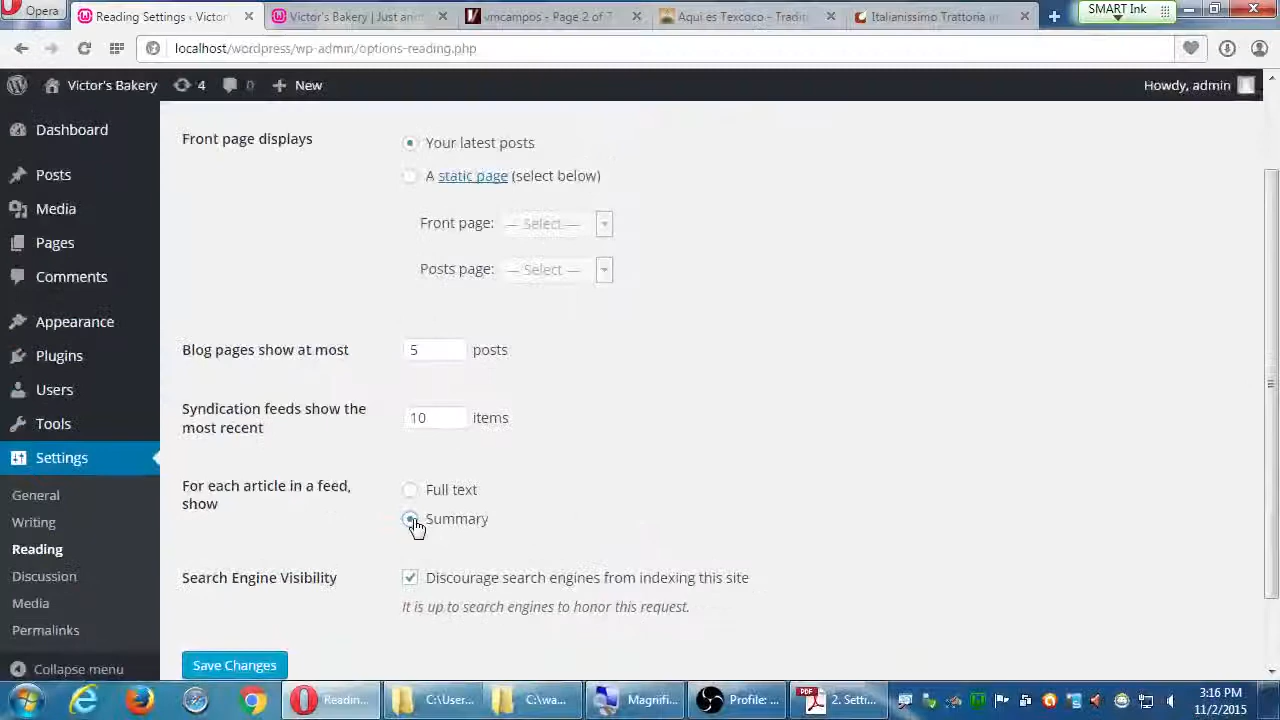 Opera
Reading Settings ‹ Victor
Victor's Bakery | Just an
vmcampos - Page 2 of 7
Aqui es Texcoco - Traditi
Italianissimo Trattoria in
SMART Ink
localhost/wordpress/wp-admin/options-reading.php
Victor's Bakery
4
0
New
Howdy, admin
Dashboard
Posts
Media
Pages
Comments
Appearance
Plugins
Users
Tools
Settings
General
Writing
Reading
Discussion
Media
Permalinks
Collapse menu
Front page displays
Your latest posts
A static page (select below)
Front page: — Select —
Posts page: — Select —
Blog pages show at most
5 posts
Syndication feeds show the
most recent
10 items
For each article in a feed,
show
Full text
Summary
Search Engine Visibility
Discourage search engines from indexing this site
It is up to search engines to honor this request.
Save Changes
Readin...
C:\User...
C:\wa...
Magnifi...
Profile: ...
PDF
2. Setti...
3:16 PM
11/2/2015